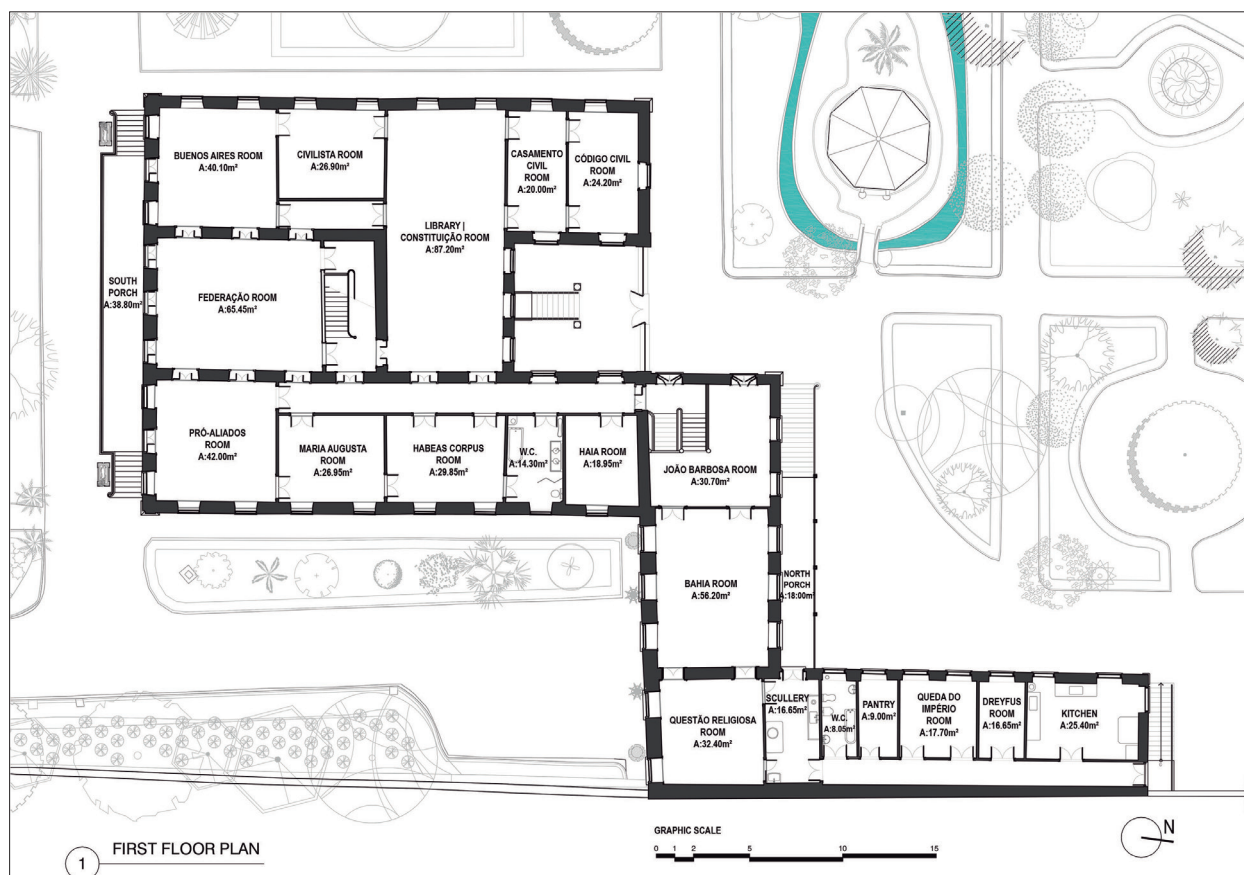 BUENOS AIRES ROOM
A:40.10m²
CIVILISTA ROOM
A:26.90m²
LIBRARY |
CONSTITUIÇÃO ROOM
A:87.20m²
CASAMENTO
CIVIL
ROOM
A:20.00m²
CÓDIGO CIVIL
ROOM
A:24.20m²
SOUTH
PORCH
A:38.80m²
FEDERAÇÃO ROOM
A:65.45m²
PRÓ-ALIADOS
ROOM
A:42.00m²
MARIA AUGUSTA
ROOM
A:26.95m²
HABEAS CORPUS
ROOM
A:29.85m²
W.C.
A:14.30m²
HAIA ROOM
A:18.95m²
JOÃO BARBOSA ROOM
A:30.70m²
BAHIA ROOM
A:56.20m²
NORTH
PORCH
A:18:00m²
QUESTÃO RELIGIOSA
ROOM
A:32.40m²
SCULLERY
A:16.65m²
W.C.
A:8.05m²
PANTRY
A:9.00m²
QUEDA DO
IMPÉRIO
ROOM
A:17.70m²
DREYFUS
ROOM
A:16.65m²
KITCHEN
A:25.40m²
1 FIRST FLOOR PLAN
GRAPHIC SCALE
0 1 2 5 10 15
N